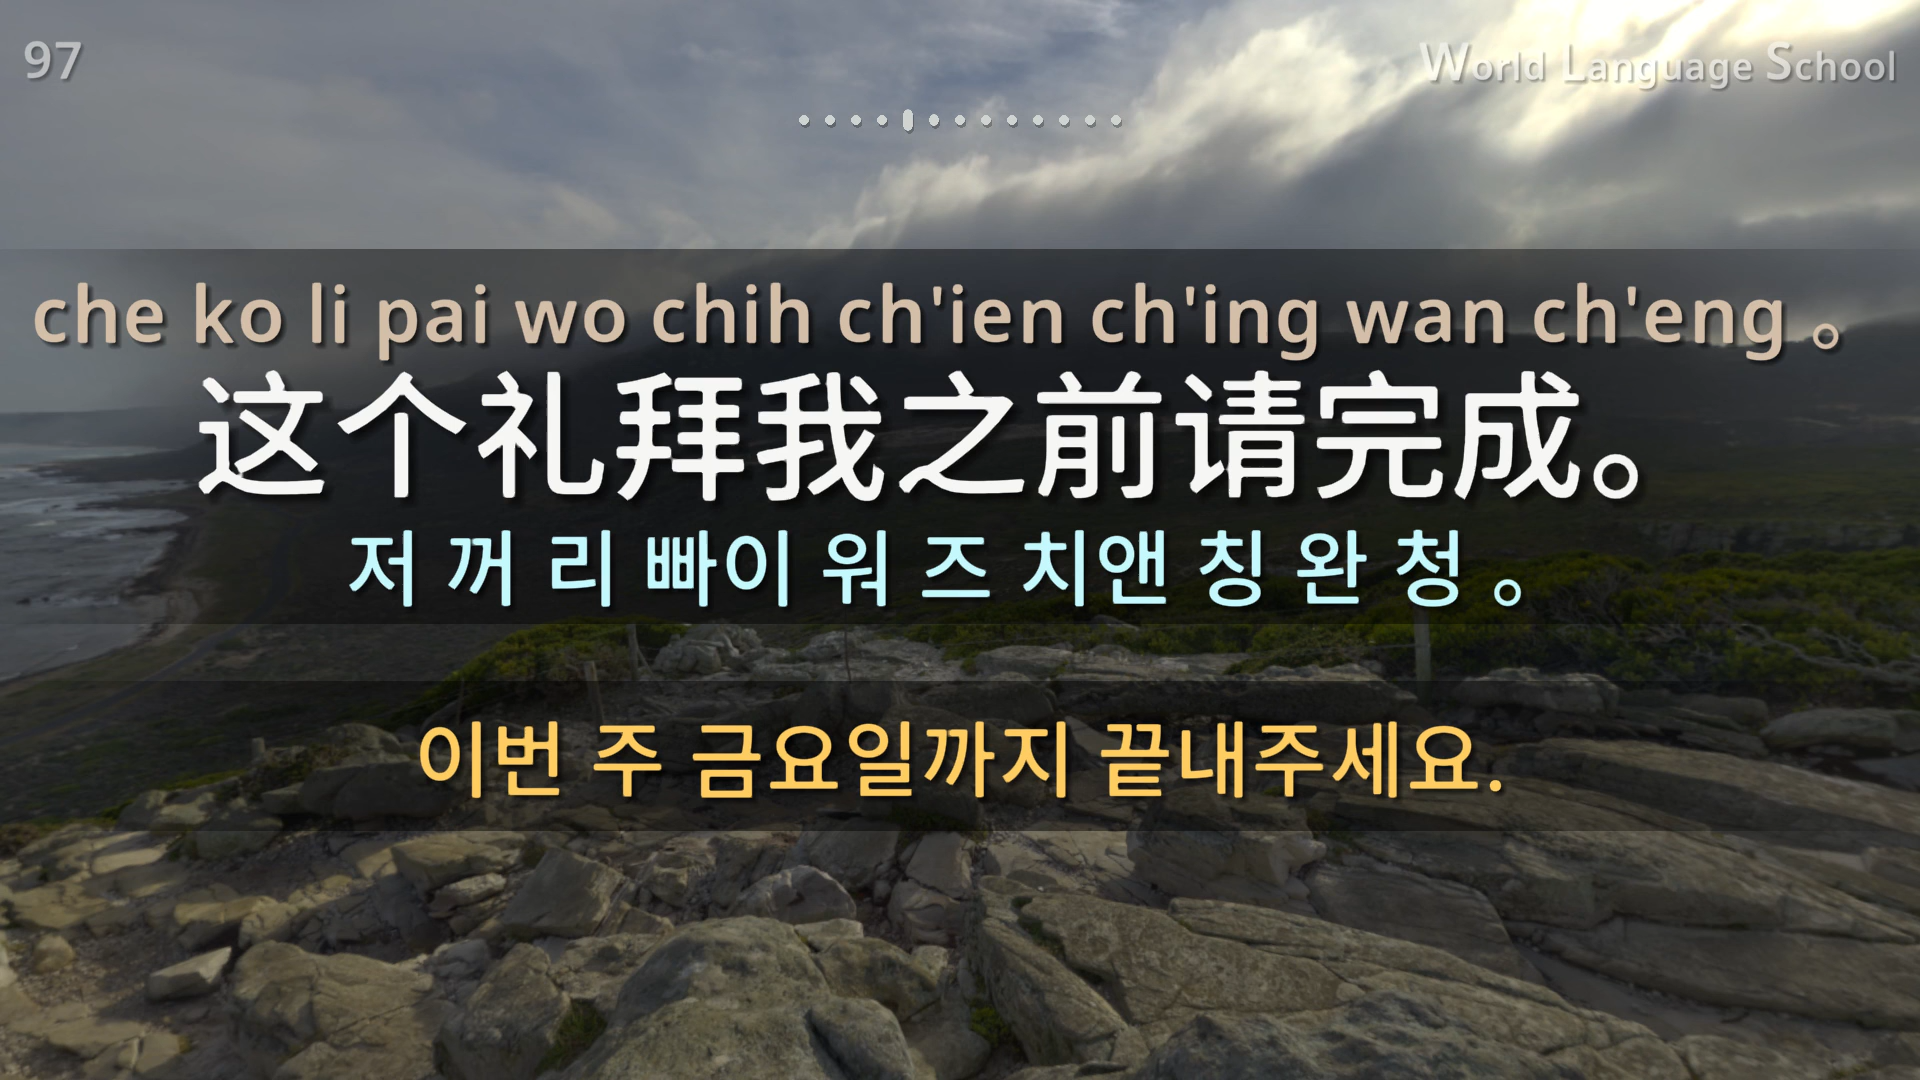 97
World Language School
che ko li pai wo chih ch'ien ch'ing wan ch'eng 。
这个礼拜我之前请完成。
저 꺼 리 빠이 워 즈 치앤 칭 완 청 。
이번 주 금요일까지 끝내주세요.